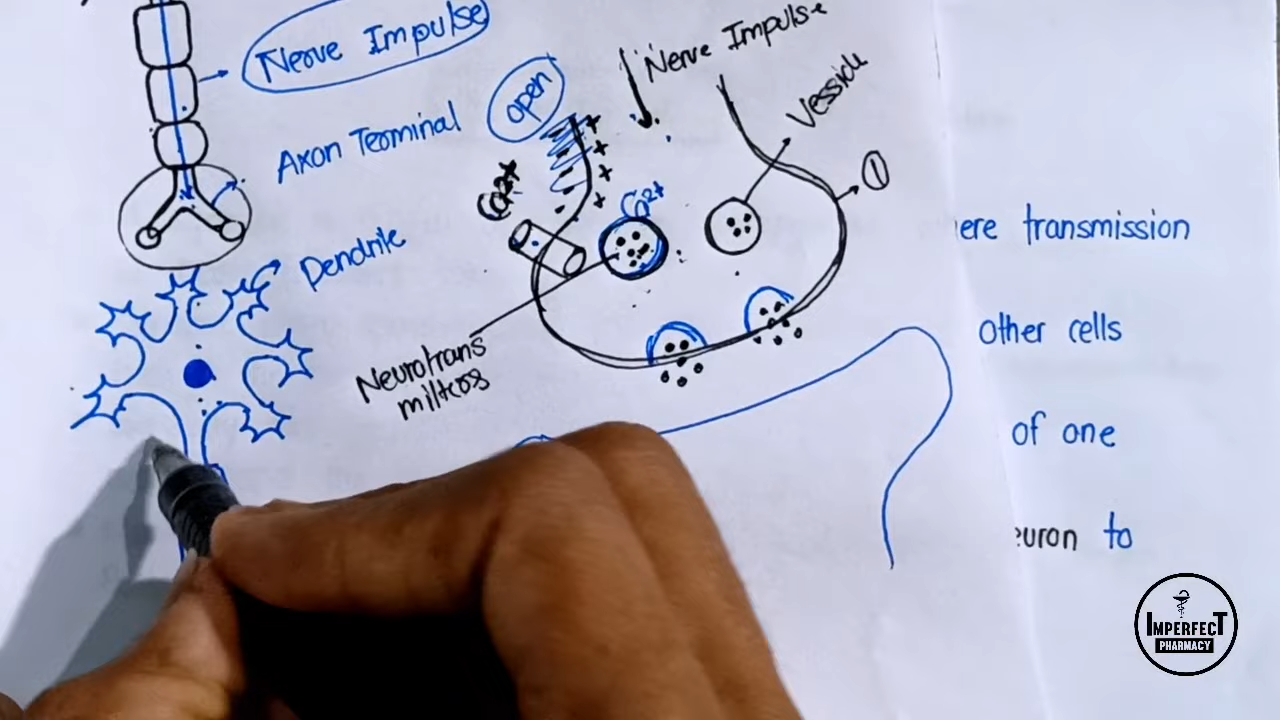 Nerve Impulse
Nerve Impulse
open
Vessicle
Axon Terminal
Ca2+
1
Ca2+
Dendrite
Neurotrans
mitters
ere transmission
other cells
of one
euron to
IMPERFECT
PHARMACY